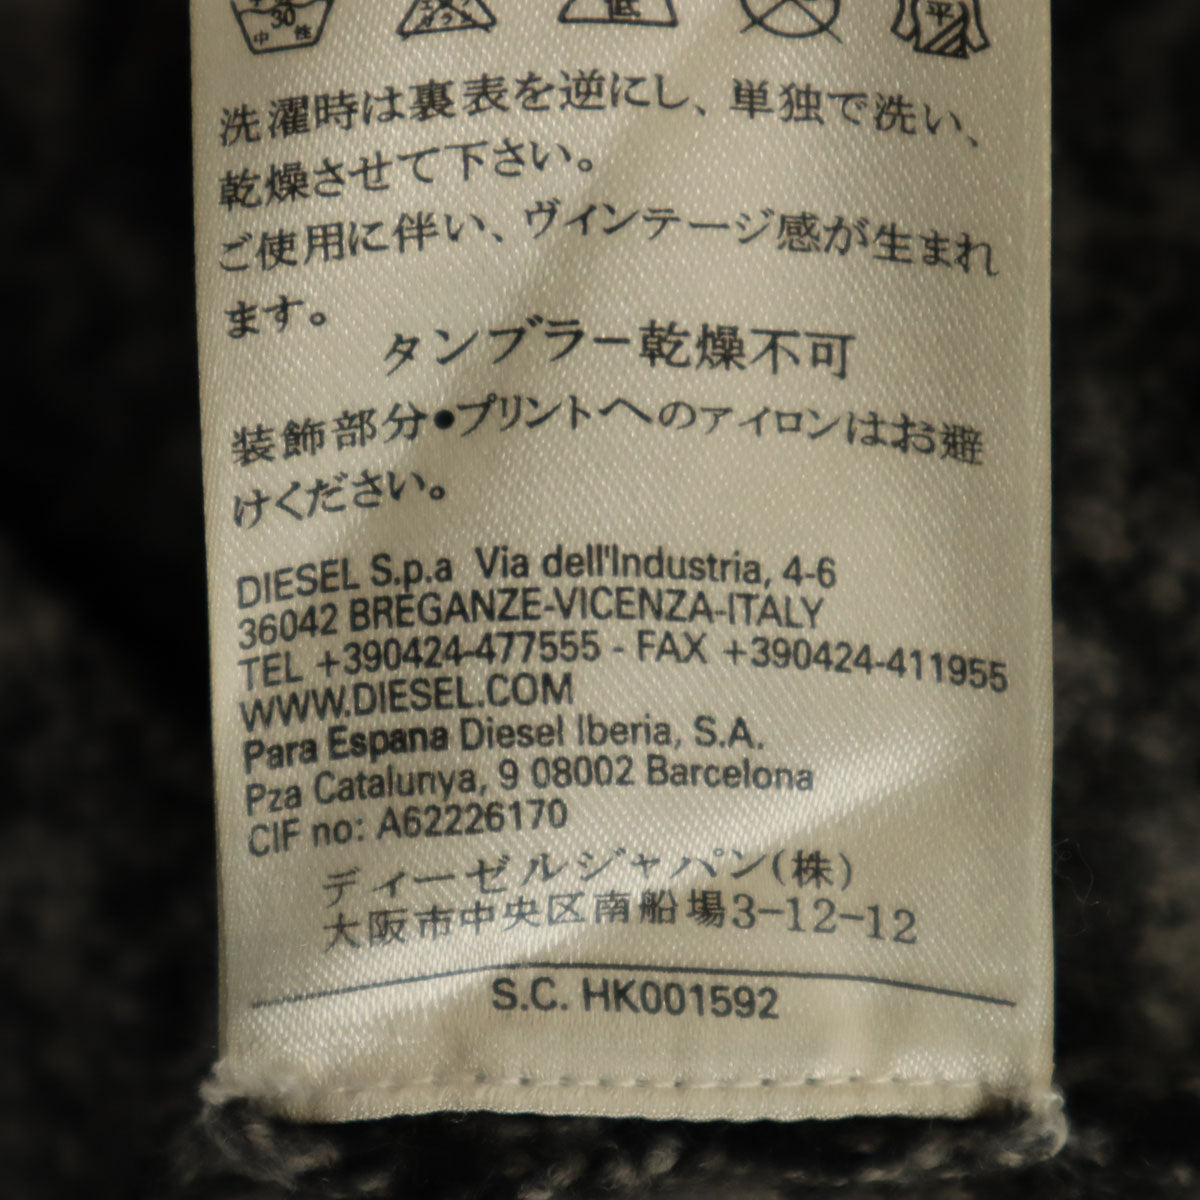 30
中 性
低
平
洗濯時は裏表を逆にし、単独で洗い、
乾燥させて下さい。
ご使用に伴い、ヴィンテージ感が生まれ
ます。
タンブラー乾燥不可
装飾部分•プリントへのアイロンはお避
けください。
DIESEL S.p.a Via dell'Industria, 4-6
36042 BREGANZE-VICENZA-ITALY
TEL +390424-477555 - FAX +390424-411955
WWW.DIESEL.COM
Para Espana Diesel Iberia, S.A.
Pza Catalunya, 9 08002 Barcelona
CIF no: A62226170
ディーゼルジャパン(株)
大阪市中央区南船場3-12-12
S.C. HK001592